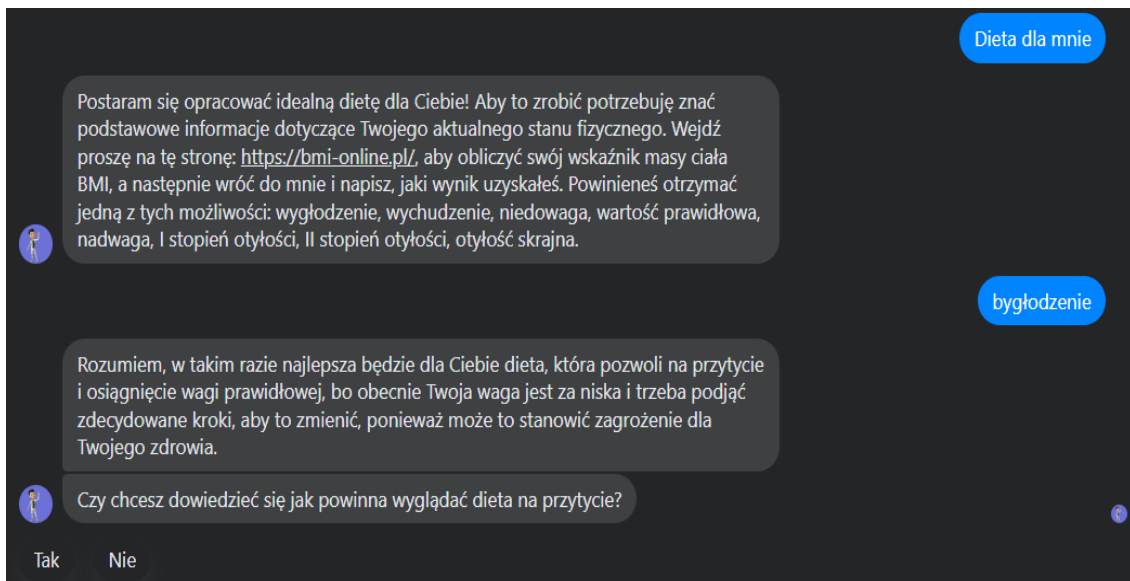 Dieta dla mnie
Postaram się opracować idealną dietę dla Ciebie! Aby to zrobić potrzebuję znać
podstawowe informacje dotyczące Twojego aktualnego stanu fizycznego. Wejdź
proszę na tę stronę: https://bmi-online.pl/, aby obliczyć swój wskaźnik masy ciała
BMI, a następnie wróć do mnie i napisz, jaki wynik uzyskałeś. Powinieneś otrzymać
jedną z tych możliwości: wygłodzenie, wychudzenie, niedowaga, wartość prawidłowa,
nadwaga, I stopień otyłości, II stopień otyłości, otyłość skrajna.
bygłodzenie
Rozumiem, w takim razie najlepsza będzie dla Ciebie dieta, która pozwoli na przytycie
i osiągnięcie wagi prawidłowej, bo obecnie Twoja waga jest za niska i trzeba podjąć
zdecydowane kroki, aby to zmienić, ponieważ może to stanowić zagrożenie dla
Twojego zdrowia.
Czy chcesz dowiedzieć się jak powinna wyglądać dieta na przytycie?
Tak Nie